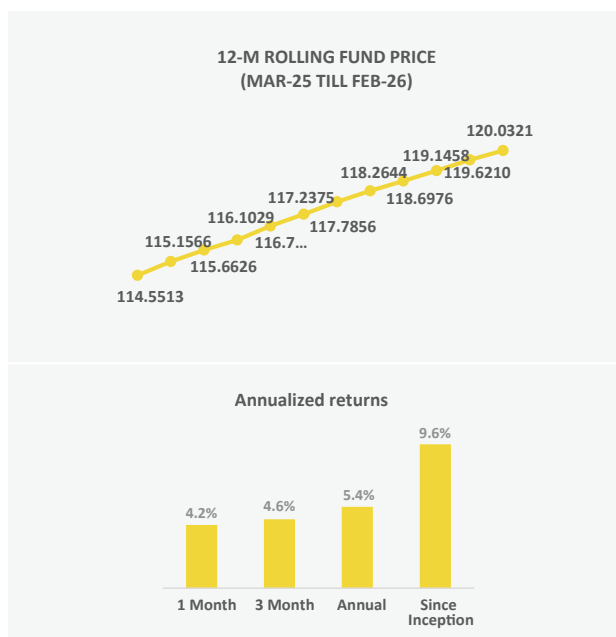 12-M ROLLING FUND PRICE
(MAR-25 TILL FEB-26)
114.5513
115.1566
115.6626
116.1029
116.7…
117.2375
117.7856
118.2644
118.6976
119.1458
119.6210
120.0321
Annualized returns
4.2%
4.6%
5.4%
9.6%
1 Month
3 Month
Annual
Since
Inception